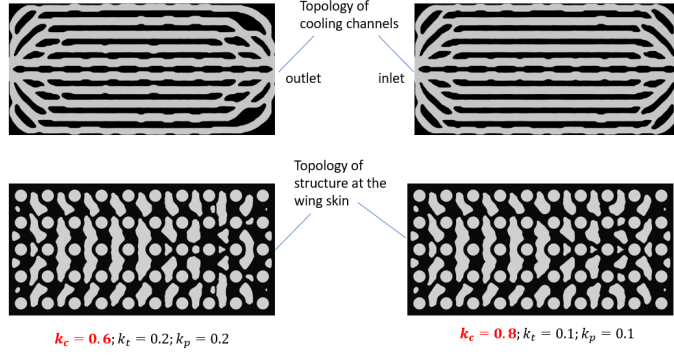 Topology of
cooling channels
outlet
inlet
Topology of
structure at the
wing skin
k_c = 0.6; k_t = 0.2; k_p = 0.2
k_c = 0.8; k_t = 0.1; k_p = 0.1